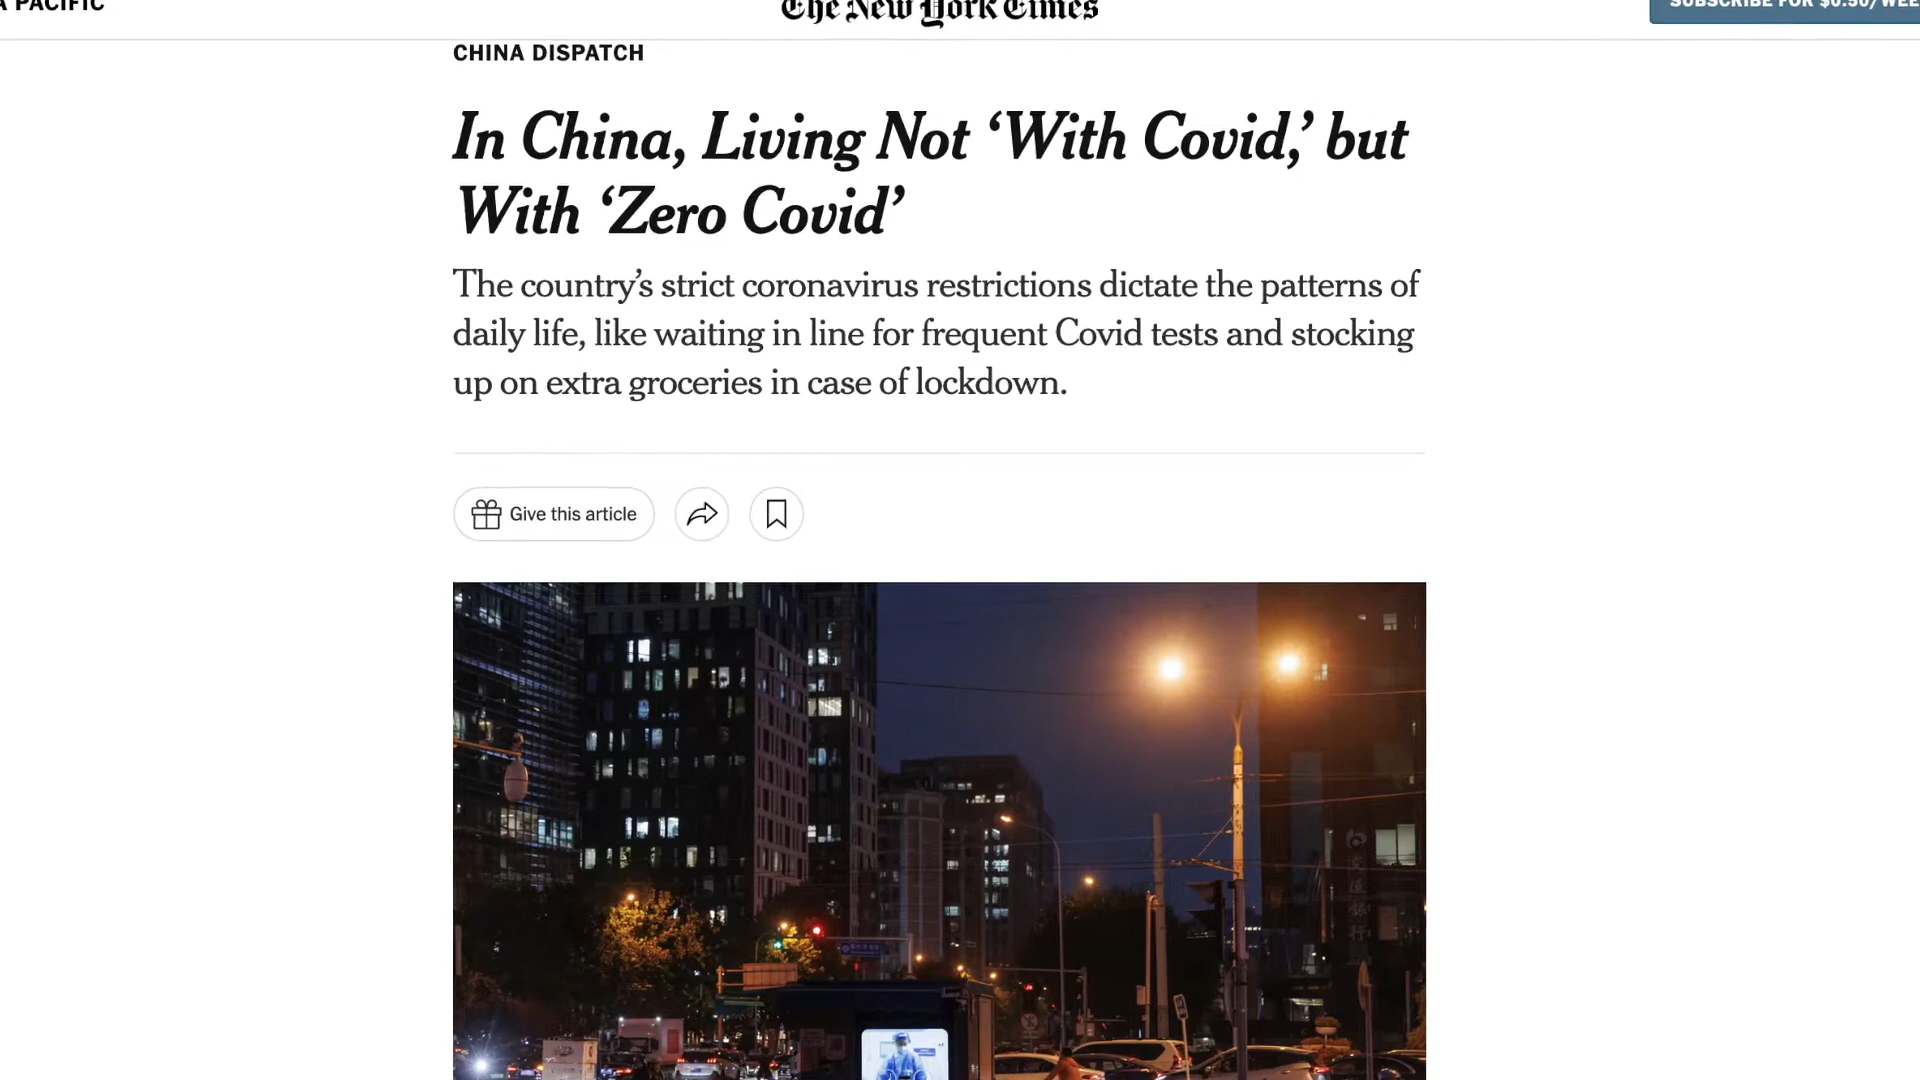 A PACIFIC
The New York Times
SUBSCRIBE FOR $0.50/WEE
CHINA DISPATCH
In China, Living Not ‘With Covid,’ but
With ‘Zero Covid’
The country’s strict coronavirus restrictions dictate the patterns of
daily life, like waiting in line for frequent Covid tests and stocking
up on extra groceries in case of lockdown.
Give this article